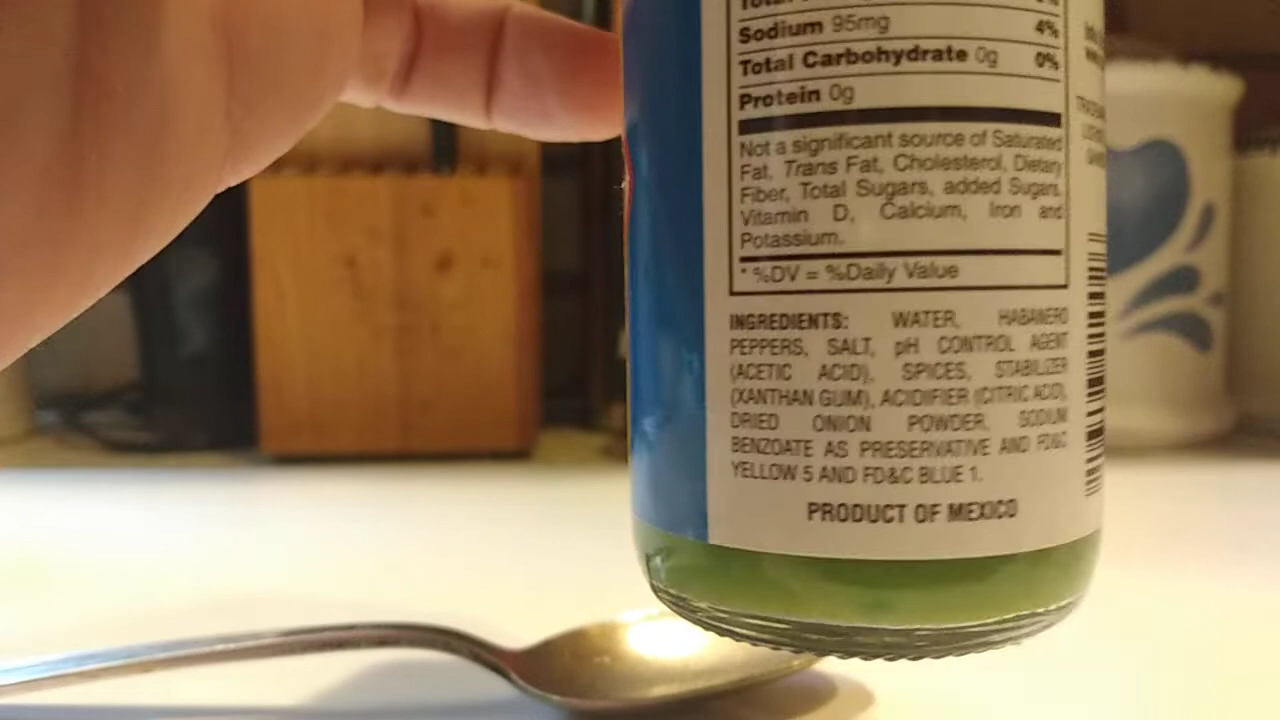 Total
Sodium 95mg 4%
Total Carbohydrate 0g 0%
Protein 0g
Not a significant source of Saturated
Fat, Trans Fat, Cholesterol, Dietary
Fiber, Total Sugars, added Sugars,
Vitamin D, Calcium, Iron and
Potassium.
* %DV = %Daily Value
INGREDIENTS: WATER, HABANERO
PEPPERS, SALT, pH CONTROL AGENT
(ACETIC ACID), SPICES, STABILIZER
(XANTHAN GUM), ACIDIFIER (CITRIC ACID),
DRIED ONION POWDER, SODIUM
BENZOATE AS PRESERVATIVE AND FD&C
YELLOW 5 AND FD&C BLUE 1.
PRODUCT OF MEXICO